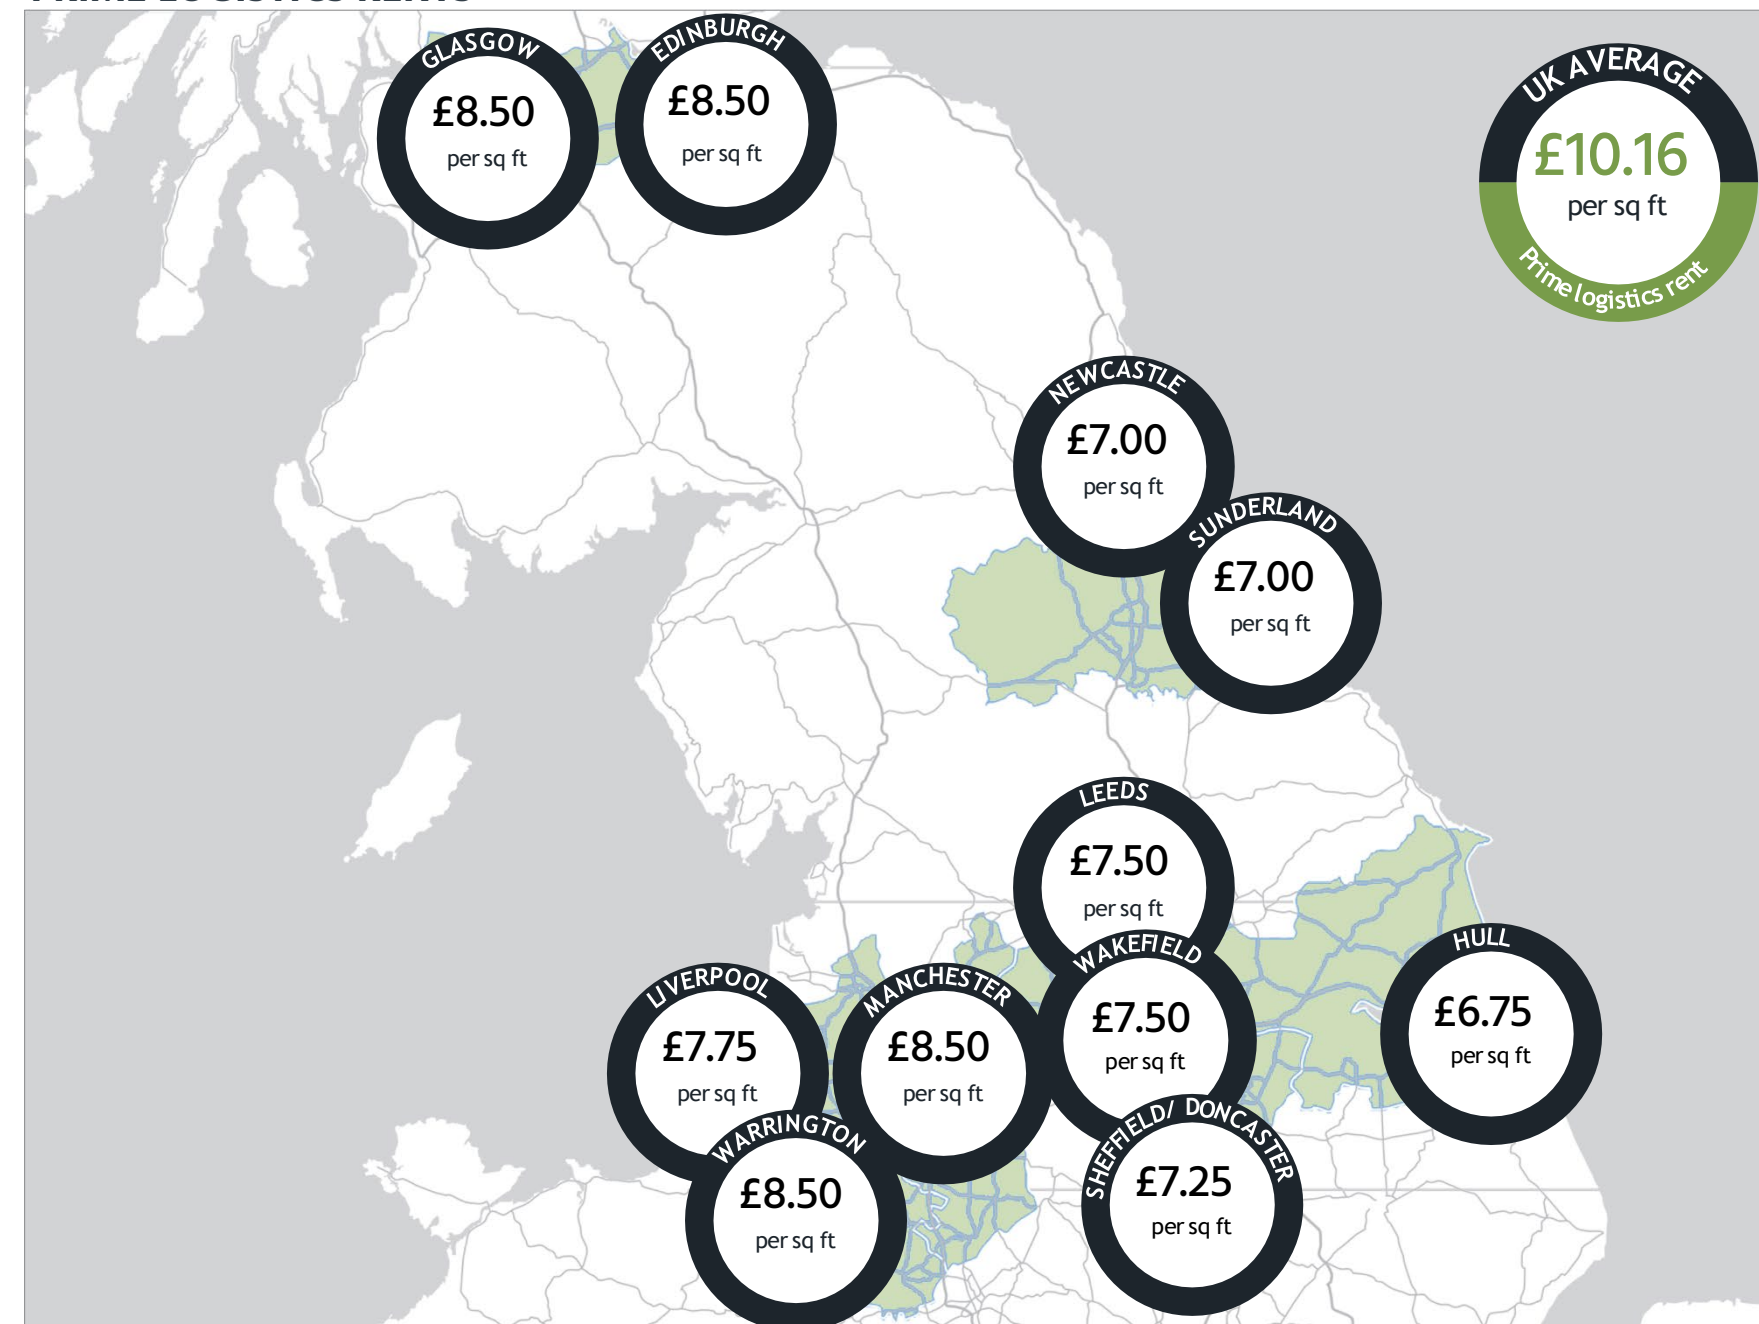 PRIME LOGISTICS RENTS
GLASGOW
£8.50
per sq ft
EDINBURGH
£8.50
per sq ft
UK AVERAGE
£10.16
per sq ft
Prime logistics rent
NEWCASTLE
£7.00
per sq ft
SUNDERLAND
£7.00
per sq ft
LEEDS
£7.50
per sq ft
WAKEFIELD
£7.50
per sq ft
HULL
£6.75
per sq ft
LIVERPOOL
£7.75
per sq ft
MANCHESTER
£8.50
per sq ft
WARRINGTON
£8.50
per sq ft
SHEFFIELD/ DONCASTER
£7.25
per sq ft